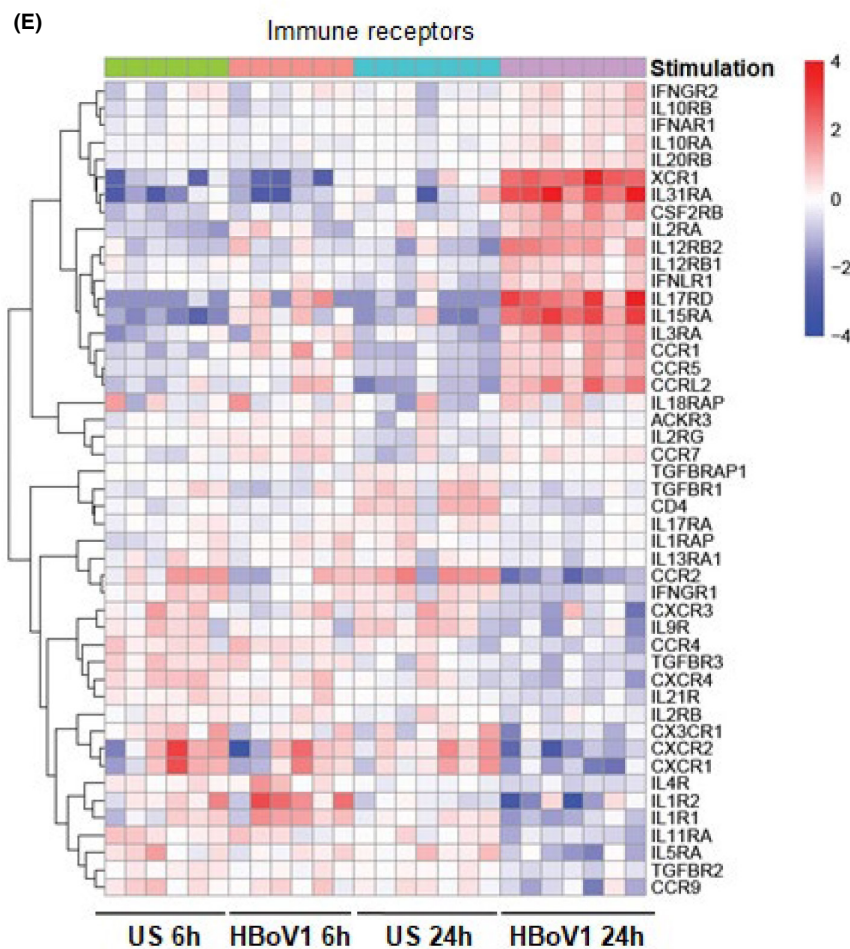 (E)
Immune receptors
Stimulation
IFNGR2
IL10RB
IFNAR1
IL10RA
IL20RB
XCR1
IL31RA
CSF2RB
IL2RA
IL12RB2
IL12RB1
IFNLR1
IL17RD
IL15RA
IL3RA
CCR1
CCR5
CCRL2
IL18RAP
ACKR3
IL2RG
CCR7
TGFBRAP1
TGFBR1
CD4
IL17RA
IL1RAP
IL13RA1
CCR2
IFNGR1
CXCR3
IL9R
CCR4
TGFBR3
CXCR4
IL21R
IL2RB
CX3CR1
CXCR2
CXCR1
IL4R
IL1R2
IL1R1
IL11RA
IL5RA
TGFBR2
CCR9
4
2
0
−2
−4
US 6h HBoV1 6h US 24h HBoV1 24h